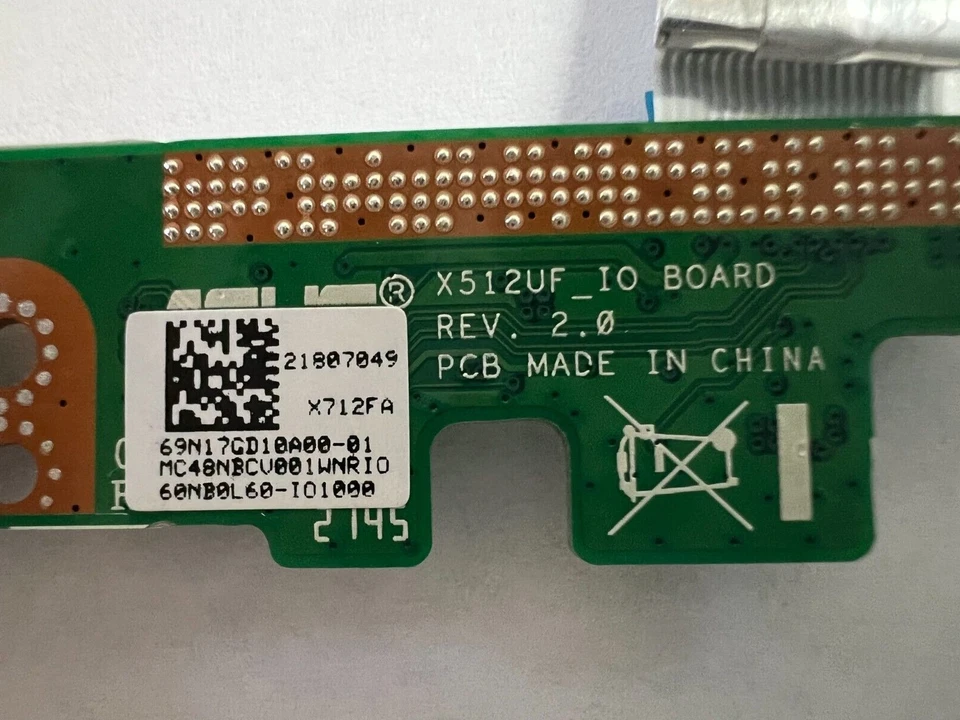 ®
X512UF_IO BOARD
REV. 2.0
PCB MADE IN CHINA
21807049
X712FA
69N17GD10A00-01
MC48NBCV001WNRIO
60NB0L60-IO1000
2145